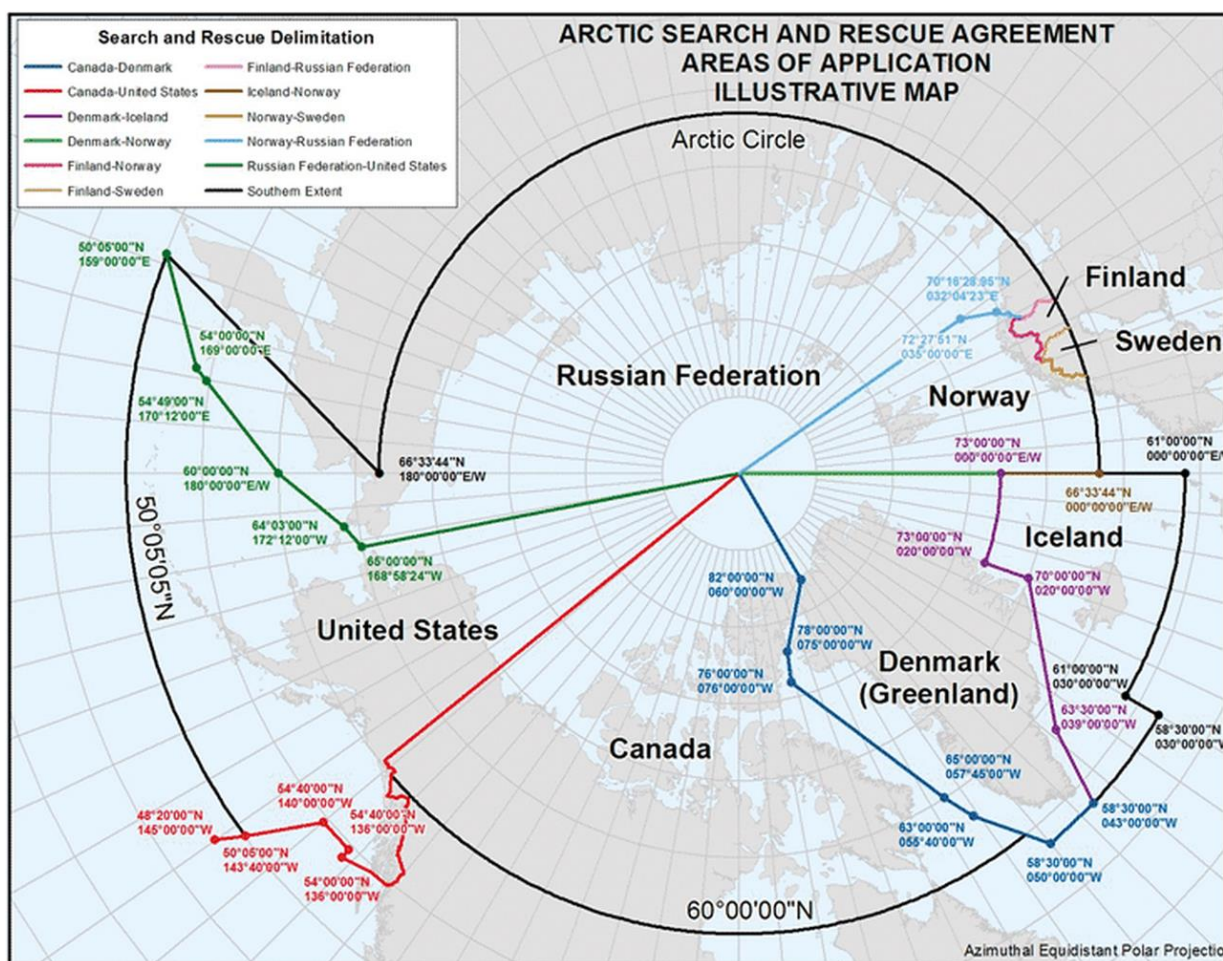 ARCTIC SEARCH AND RESCUE AGREEMENT
AREAS OF APPLICATION
ILLUSTRATIVE MAP
Search and Rescue Delimitation
Canada-Denmark
Canada-United States
Denmark-Iceland
Denmark-Norway
Finland-Norway
Finland-Sweden
Finland-Russian Federation
Iceland-Norway
Norway-Sweden
Norway-Russian Federation
Russian Federation-United States
Southern Extent
Arctic Circle
50°05'00"N
159°00'00"E
54°00'00"N
169°00'00"E
54°49'00"N
170°12'00"E
60°00'00"N
180°00'00"E/W
64°03'00"N
172°12'00"W
65°00'00"N
168°58'24"W
66°33'44"N
180°00'00"E/W
50°05'05"N
Russian Federation
70°16'28.95"N
032°04'23"E
72°27'51"N
035°00'00"E
Finland
Sweden
Norway
73°00'00"N
000°00'00"E/W
61°00'00"N
000°00'00"E/W
66°33'44"N
000°00'00"E/W
Iceland
73°00'00"N
020°00'00"W
70°00'00"N
020°00'00"W
82°00'00"N
060°00'00"W
78°00'00"N
075°00'00"W
76°00'00"N
076°00'00"W
United States
Denmark
(Greenland)
Canada
61°00'00"N
030°00'00"W
63°30'00"N
039°00'00"W
58°30'00"N
030°00'00"W
65°00'00"N
057°45'00"W
63°00'00"N
055°40'00"W
58°30'00"N
043°00'00"W
58°30'00"N
050°00'00"W
54°40'00"N
140°00'00"W
54°40'00"N
136°00'00"W
48°20'00"N
145°00'00"W
50°05'00"N
143°40'00"W
54°00'00"N
136°00'00"W
60°00'00"N
Azimuthal Equidistant Polar Projectio